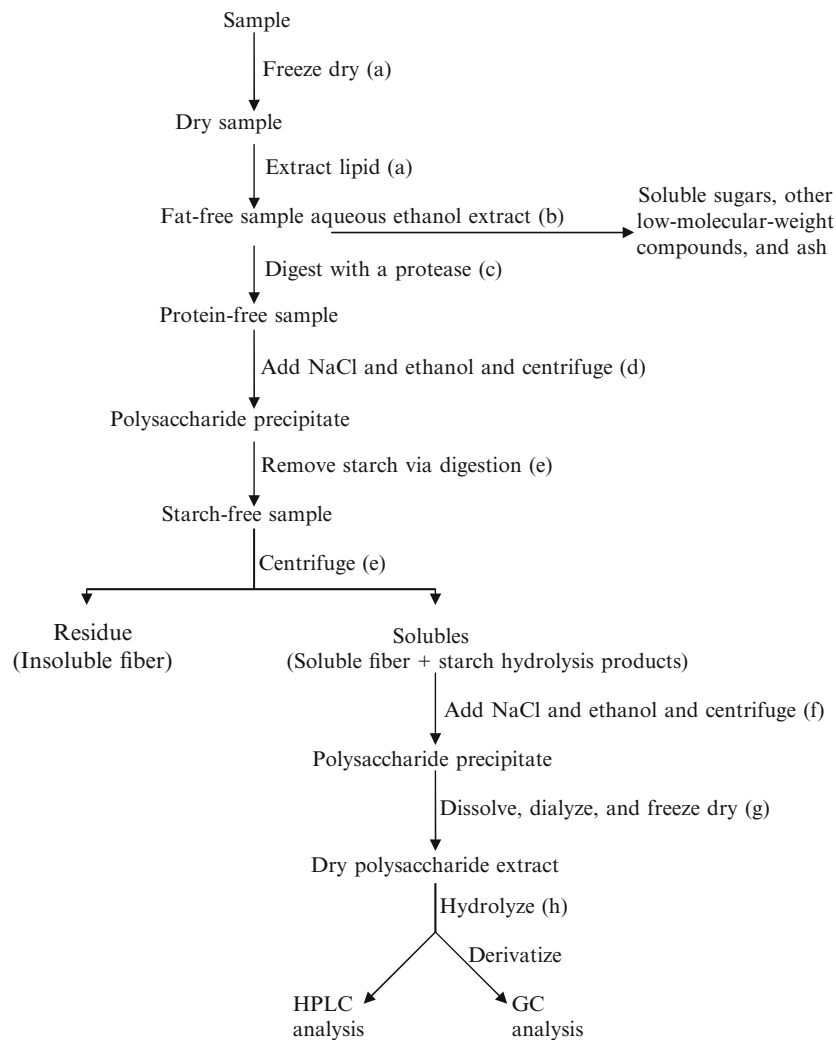 Sample
Freeze dry (a)
Dry sample
Extract lipid (a)
Fat-free sample aqueous ethanol extract (b)
Soluble sugars, other
low-molecular-weight
compounds, and ash
Digest with a protease (c)
Protein-free sample
Add NaCl and ethanol and centrifuge (d)
Polysaccharide precipitate
Remove starch via digestion (e)
Starch-free sample
Centrifuge (e)
Residue
(Insoluble fiber)
Solubles
(Soluble fiber + starch hydrolysis products)
Add NaCl and ethanol and centrifuge (f)
Polysaccharide precipitate
Dissolve, dialyze, and freeze dry (g)
Dry polysaccharide extract
Hydrolyze (h)
Derivatize
HPLC
analysis
GC
analysis